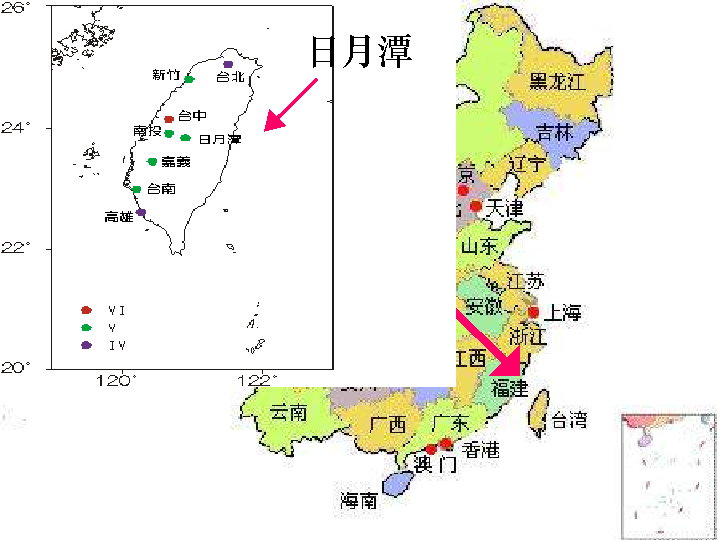 26°
日月潭
新竹
台北
台中
24°
南投
日月潭
嘉義
台南
高雄
22°
VI
V
IV
20°
120°
122°
黑龙江
吉林
辽宁
京
天津
山东
江苏
安徽
上海
浙江
江西
福建
云南
广西
广东
台湾
香港
澳门
海南